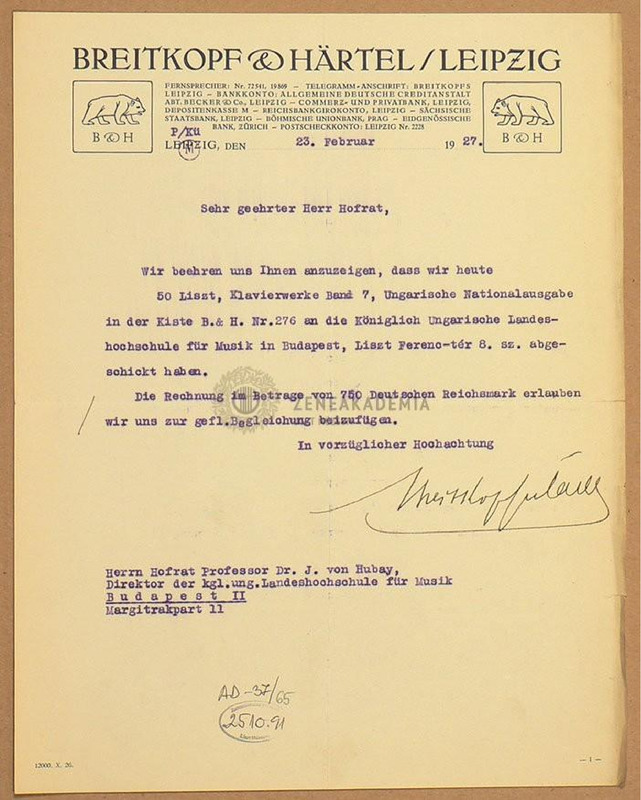 BREITKOPF & HÄRTEL / LEIPZIG
FERNSPRECHER: Nr. 72541, 19869 – TELEGRAMM-ANSCHRIFT: BREITKOPFS
LEIPZIG – BANKKONTO: ALLGEMEINE DEUTSCHE CREDITANSTALT
ABT. BECKER & Co., LEIPZIG – COMMERZ- UND PRIVATBANK, LEIPZIG,
DEPOSITENKASSE M – REICHSBANKGIROKONTO, LEIPZIG – SÄCHSISCHE
STAATSBANK, LEIPZIG – BÖHMISCHE UNIONBANK, PRAG – EIDGENÖSSISCHE
BANK, ZÜRICH – POSTSCHECKKONTO: LEIPZIG Nr. 2228
B & H
B & H
P/Kü
LEIPZIG, DEN 23. Februar 1927.
M
Sehr geehrter Herr Hofrat,
Wir beehren uns Ihnen anzuzeigen, dass wir heute
50 Liszt, Klavierwerke Band 7, Ungarische Nationalausgabe
in der Kiste B.& H. Nr.276 an die Königlich Ungarische Landes-
hochschule für Musik in Budapest, Liszt Ferenc-tér 8. sz. abge-
schickt haben.
Die Rechnung im Betrage von 750 Deutschen Reichsmark erlauben
wir uns zur gefl.Begleichung beizufügen.
In vorzüglicher Hochachtung
Breitkopf u Härtel
ZENEAKADÉMIA
Herrn Hofrat Professor Dr. J. von Hubay,
Direktor der kgl.ung.Landeshochschule für Musik
Budapest II
Margitrakpart 11
AD-37/65
2510.91
12000. X. 26.
— 1 —